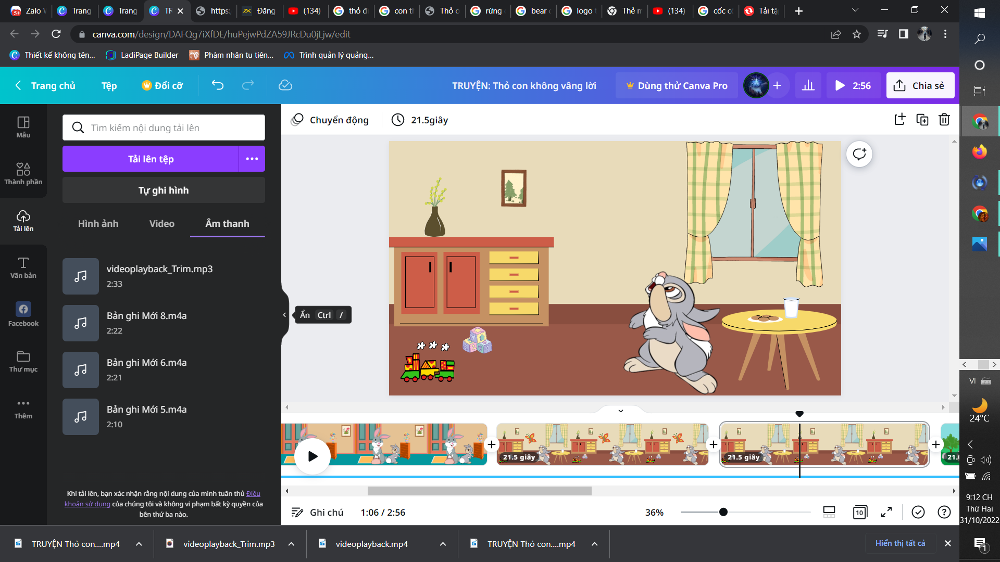 Zalo W
Trang
Trang
TR
https:
Đăng
(134)
thỏ đi
con th
Thỏ c
rừng
bear c
logo t
Thẻ m
(134)
cốc cc
Tải tậ
canva.com/design/DAFQg7iXfDE/huPejwPdZA59JRcDu0jLjw/edit
Thiết kế không tên...
LadiPage Builder
Phàm nhân tu tiên...
Trình quản lý quảng...
Trang chủ
Tệp
Đổi cỡ
TRUYỆN: Thỏ con không vâng lời
Dùng thử Canva Pro
2:56
Chia sẻ
Mẫu
Thành phần
Tải lên
Văn bản
Facebook
Thư mục
Thêm
Tìm kiếm nội dung tải lên
Tải lên tệp
Tự ghi hình
Hình ảnh
Video
Âm thanh
videoplayback_Trim.mp3
2:33
Bản ghi Mới 8.m4a
2:22
Bản ghi Mới 6.m4a
2:21
Bản ghi Mới 5.m4a
2:10
Khi tải lên, bạn xác nhận rằng nội dung của mình tuân thủ Điều
khoản sử dụng của chúng tôi và không vi phạm bất kỳ quyền của
bên thứ ba nào.
Chuyển động
21.5giây
Ẩn Ctrl /
21.5 giây
21.5 giây
21.0
Ghi chú
1:06 / 2:56
36%
10
TRUYỆN Thỏ con....mp4
videoplayback_Trim.mp3
videoplayback.mp4
TRUYỆN Thỏ con....mp4
Hiển thị tất cả
VI
24°C
9:12 CH
Thứ Hai
31/10/2022
1